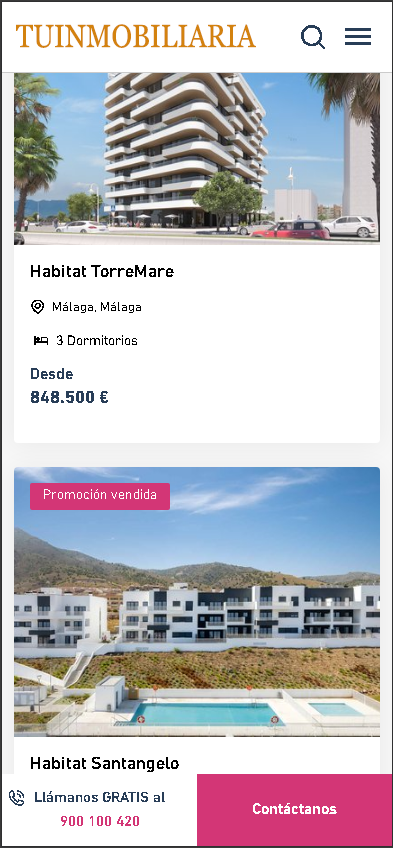 TUINMOBILIARIA
Habitat TorreMare
Málaga, Málaga
3 Dormitorios
Desde
848.500 €
Promoción vendida
Habitat Santangelo
Llámanos GRATIS al
900 100 420
Contáctanos